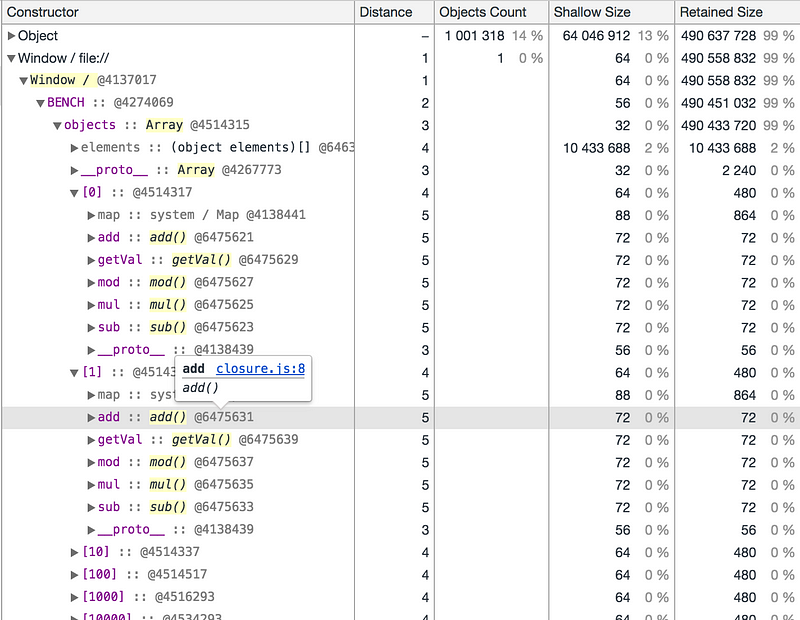 Constructor Distance Objects Count Shallow Size Retained Size
▶Object – 1 001 318 14 % 64 046 912 13 % 490 637 728 99 %
▼Window / file:// 1 1 0 % 64 0 % 490 558 832 99 %
▼Window / @4137017 1 64 0 % 490 558 832 99 %
▼BENCH :: @4274069 2 56 0 % 490 451 032 99 %
▼objects :: Array @4514315 3 32 0 % 490 433 720 99 %
▶elements :: (object elements)[] @646 4 10 433 688 2 % 10 433 688 2 %
▶__proto__ :: Array @4267773 3 32 0 % 2 240 0 %
▼[0] :: @4514317 4 64 0 % 480 0 %
▶map :: system / Map @4138441 5 88 0 % 864 0 %
▶add :: add() @6475621 5 72 0 % 72 0 %
▶getVal :: getVal() @6475629 5 72 0 % 72 0 %
▶mod :: mod() @6475627 5 72 0 % 72 0 %
▶mul :: mul() @6475625 5 72 0 % 72 0 %
▶sub :: sub() @6475623 5 72 0 % 72 0 %
▶__proto__ :: @4138439 3 56 0 % 56 0 %
▼[1] :: @4514 4 64 0 % 480 0 %
add closure.js:8
add()
▶map :: syst 5 88 0 % 864 0 %
▶add :: add() @6475631 5 72 0 % 72 0 %
▶getVal :: getVal() @6475639 5 72 0 % 72 0 %
▶mod :: mod() @6475637 5 72 0 % 72 0 %
▶mul :: mul() @6475635 5 72 0 % 72 0 %
▶sub :: sub() @6475633 5 72 0 % 72 0 %
▶__proto__ :: @4138439 3 56 0 % 56 0 %
▶[10] :: @4514337 4 64 0 % 480 0 %
▶[100] :: @4514517 4 64 0 % 480 0 %
▶[1000] :: @4516293 4 64 0 % 480 0 %
▶[10000] :: @4534293 4 64 0 % 480 0 %